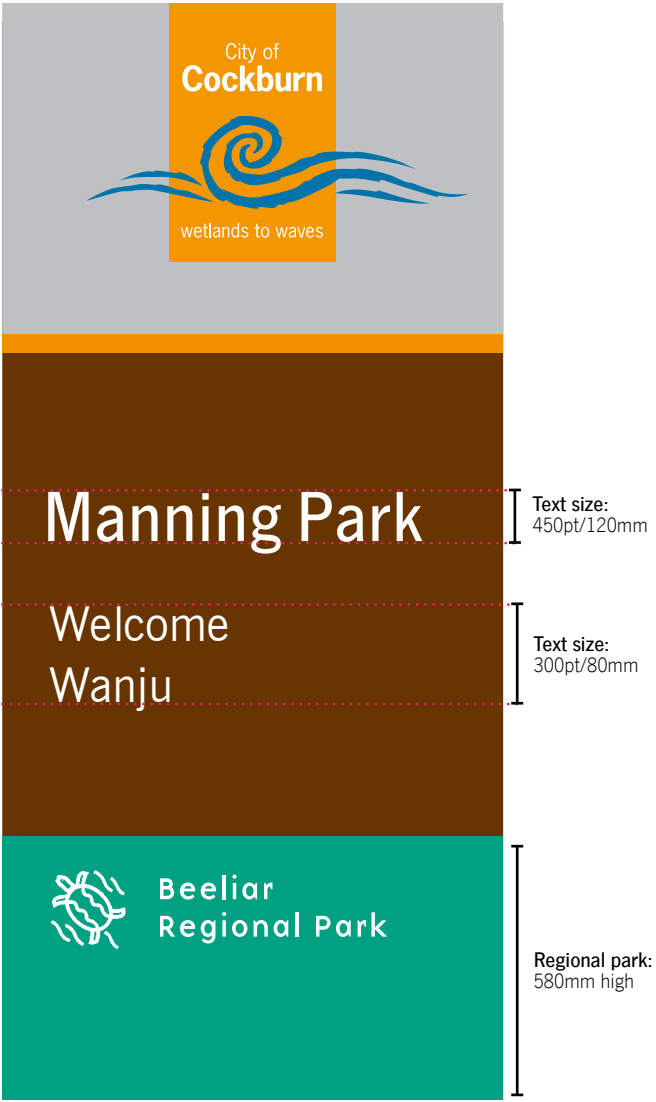 City of
Cockburn
wetlands to waves
Manning Park
Text size:
450pt/120mm
Welcome
Wanju
Text size:
300pt/80mm
Beeliar
Regional Park
Regional park:
580mm high